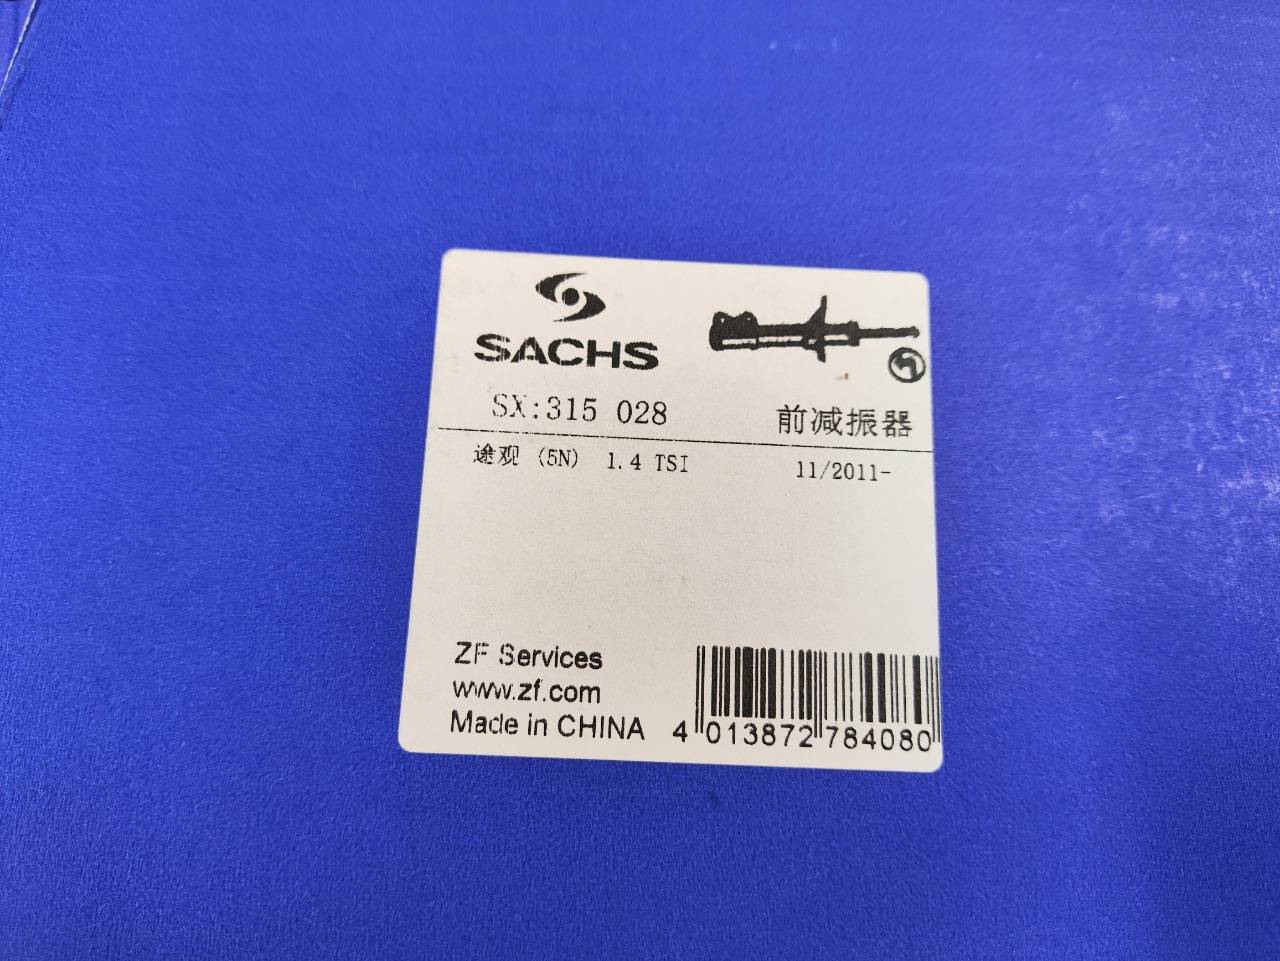 SACHS
SX:315 028 前减振器
途观 (5N) 1.4 TSI 11/2011-
ZF Services
www.zf.com
Made in CHINA
4 013872 784080